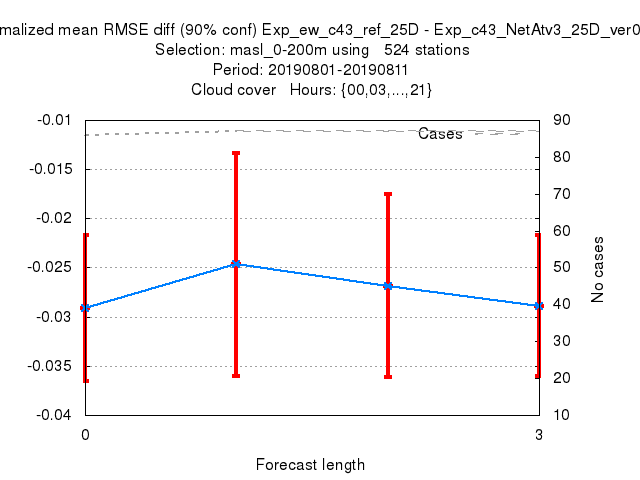 malized mean RMSE diff (90% conf) Exp_ew_c43_ref_25D - Exp_c43_NetAtv3_25D_ver0
Selection: masl_0-200m using 524 stations
Period: 20190801-20190811
Cloud cover Hours: {00,03,...,21}
-0.01
-0.015
-0.02
-0.025
-0.03
-0.035
-0.04
Cases
90
80
70
60
50
40
30
20
10
No cases
0
3
Forecast length